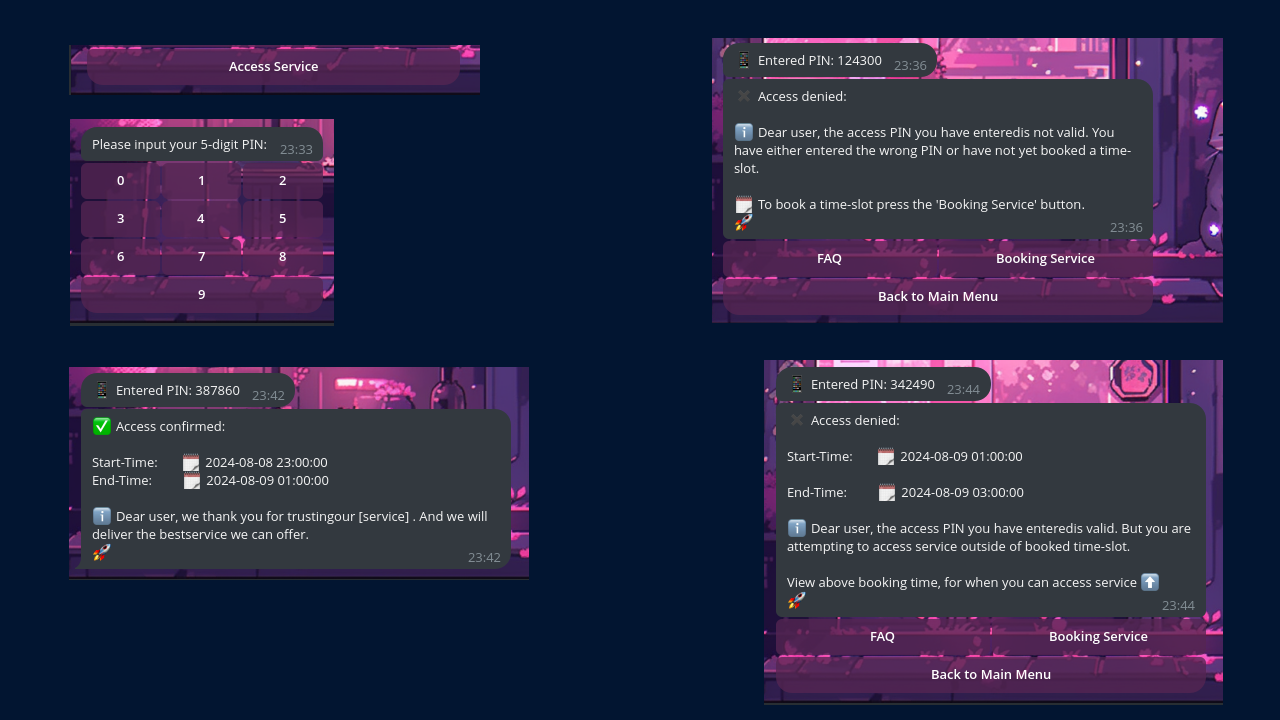 Access Service
Please input your 5-digit PIN: 23:33
0 1 2
3 4 5
6 7 8
9
📱 Entered PIN: 124300 23:36
✖ Access denied:
ℹ️ Dear user, the access PIN you have enteredis not valid. You
have either entered the wrong PIN or have not yet booked a time-
slot.
🗓 To book a time-slot press the 'Booking Service' button.
🚀 23:36
FAQ Booking Service
Back to Main Menu
📱 Entered PIN: 387860 23:42
✅ Access confirmed:
Start-Time: 🗓 2024-08-08 23:00:00
End-Time: 🗓 2024-08-09 01:00:00
ℹ️ Dear user, we thank you for trustingour [service] . And we will
deliver the bestservice we can offer.
🚀 23:42
📱 Entered PIN: 342490 23:44
✖ Access denied:
Start-Time: 🗓 2024-08-09 01:00:00
End-Time: 🗓 2024-08-09 03:00:00
ℹ️ Dear user, the access PIN you have enteredis valid. But you are
attempting to access service outside of booked time-slot.
View above booking time, for when you can access service ⬆️
🚀 23:44
FAQ Booking Service
Back to Main Menu